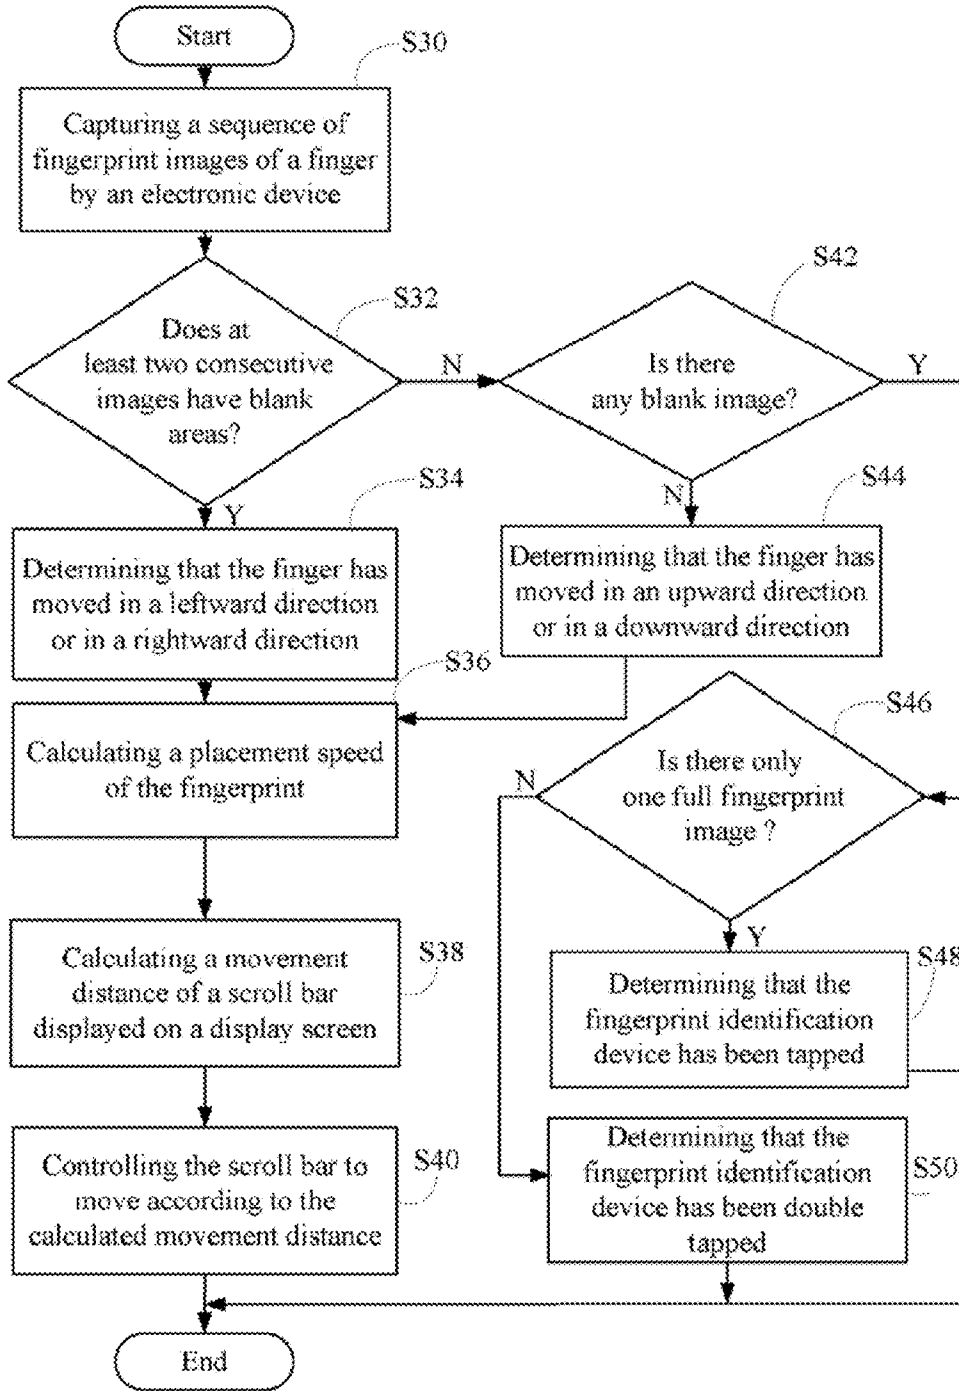 Start
S30
Capturing a sequence of
fingerprint images of a finger
by an electronic device
S32
Does at
least two consecutive
images have blank
areas?
N
Y
S42
Is there
any blank image?
Y
N
S34
Determining that the finger has
moved in a leftward direction
or in a rightward direction
S44
Determining that the finger has
moved in an upward direction
or in a downward direction
S36
Calculating a placement speed
of the fingerprint
S46
Is there only
one full fingerprint
image ?
N
Y
S38
Calculating a movement
distance of a scroll bar
displayed on a display screen
S48
Determining that the
fingerprint identification
device has been tapped
S40
Controlling the scroll bar to
move according to the
calculated movement distance
S50
Determining that the
fingerprint identification
device has been double
tapped
End